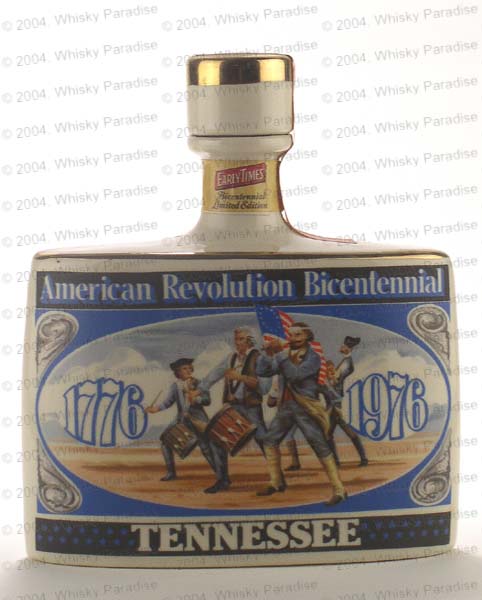 © 2004. Whisky Paradise
EARLY TIMES
Bicentennial
Limited Edition
American Revolution Bicentennial
1776
1976
TENNESSEE